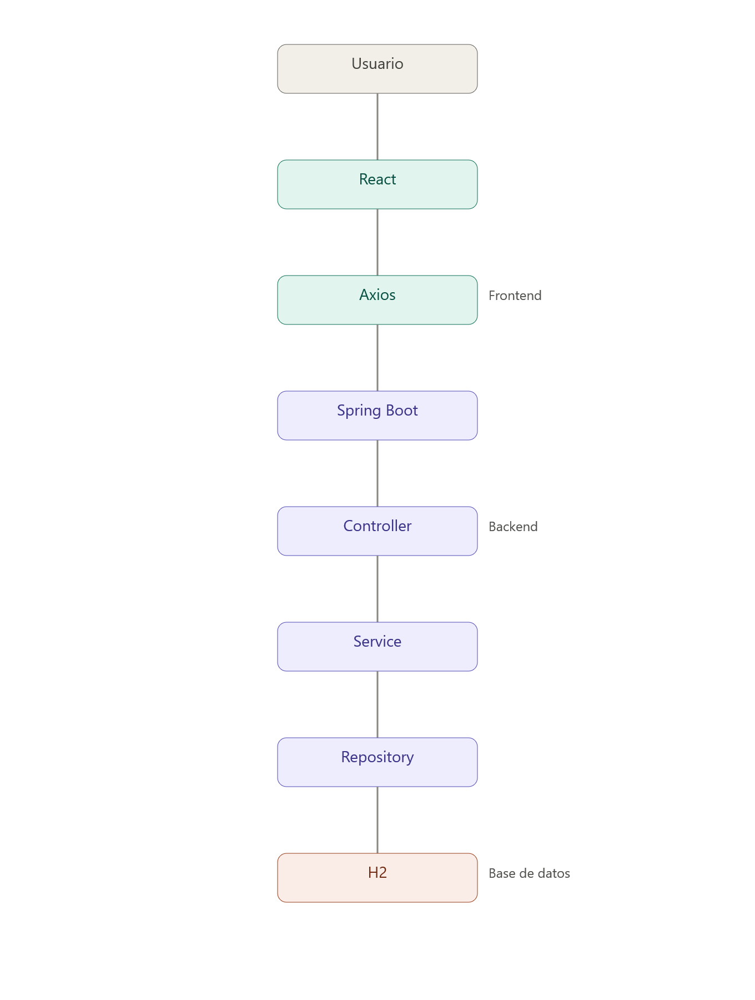 Usuario
React
Axios
Frontend
Spring Boot
Controller
Backend
Service
Repository
H2
Base de datos